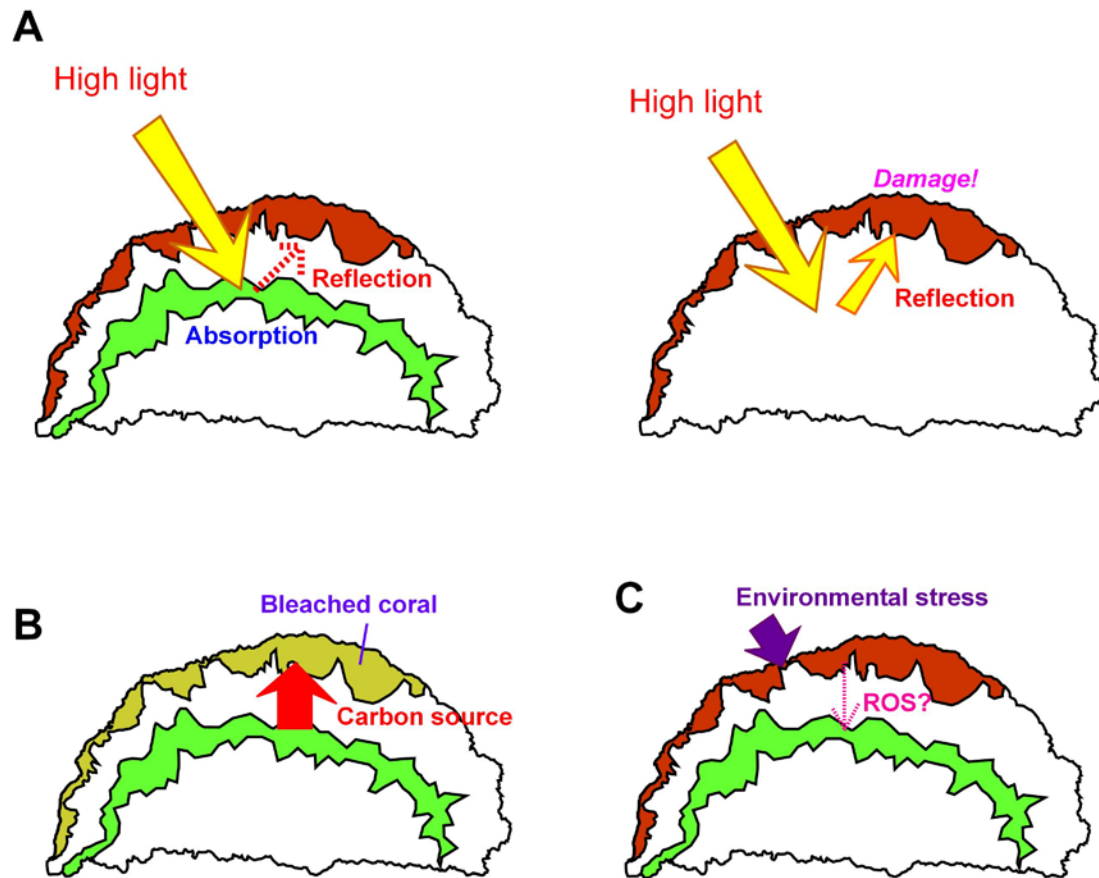 A
High light
Reflection
Absorption
High light
Damage!
Reflection
B
Bleached coral
Carbon source
C
Environmental stress
ROS?